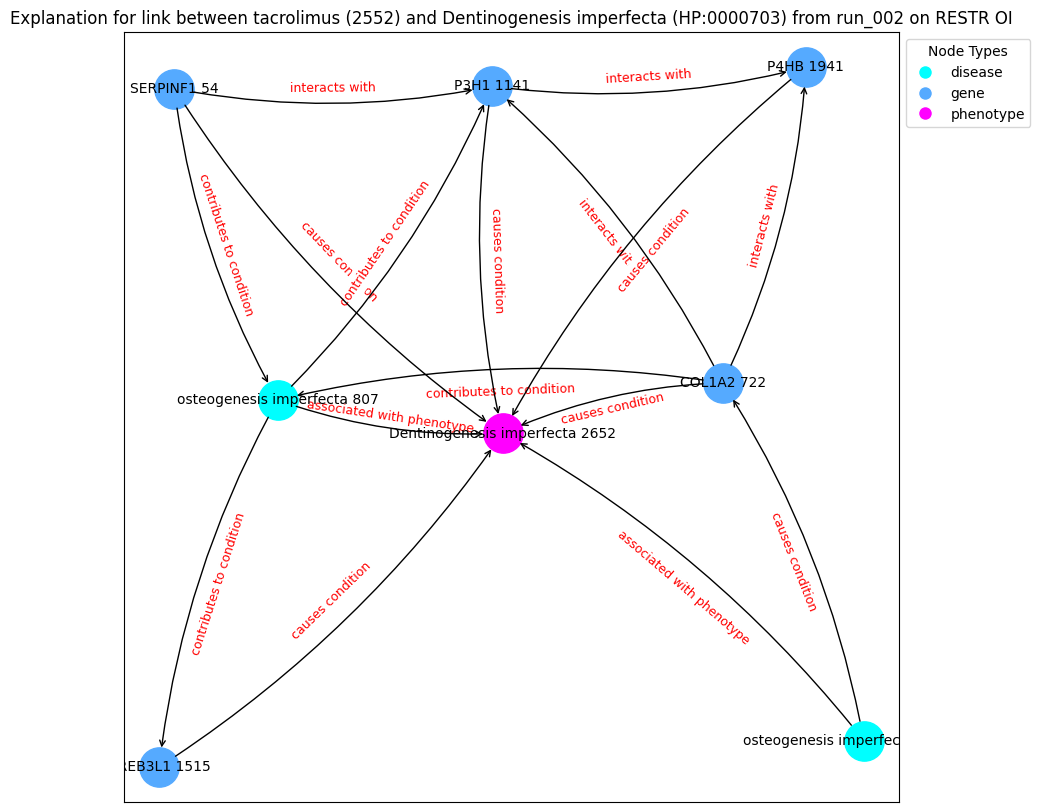 Explanation for link between tacrolimus (2552) and Dentinogenesis imperfecta (HP:0000703) from run_002 on RESTR OI
Node Types
disease
gene
phenotype
SERPINF1 54
interacts with
P3H1 1141
interacts with
P4HB 1941
contributes to condition
causes con on
contributes to condition
causes condition
interacts wit
causes condition
interacts with
osteogenesis imperfecta 807
associated with phenotype
contributes to condition
causes condition
COL1A2 722
Dentinogenesis imperfecta 2652
contributes to condition
causes condition
associated with phenotype
causes condition
REB3L1 1515
osteogenesis imperfec